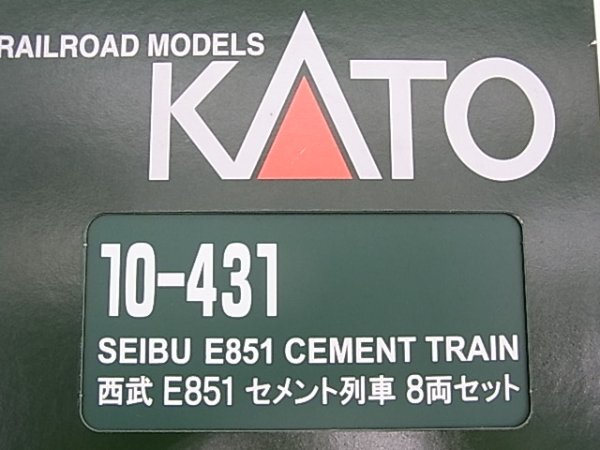 RAILROAD MODELS
KATO
10-431
SEIBU E851 CEMENT TRAIN
西武 E851 セメント列車 8両セット